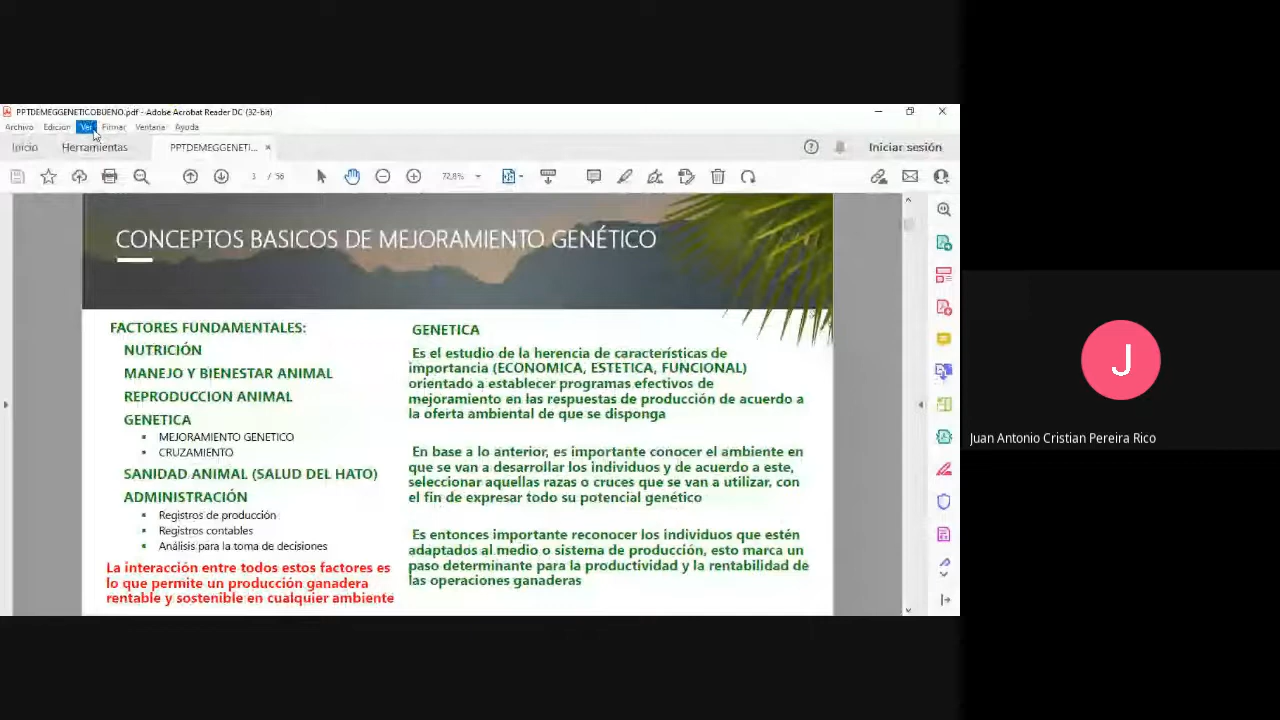 PPTDEMEGGENETICOBUENO.pdf - Adobe Acrobat Reader DC (32-bit)
Archivo Edición Ver Firmar Ventana Ayuda
Inicio Herramientas PPTDEMEGGENETI... × Iniciar sesión
3 / 56 72,8%
CONCEPTOS BASICOS DE MEJORAMIENTO GENÉTICO
FACTORES FUNDAMENTALES:
NUTRICIÓN
MANEJO Y BIENESTAR ANIMAL
REPRODUCCION ANIMAL
GENETICA
▪ MEJORAMIENTO GENETICO
▪ CRUZAMIENTO
SANIDAD ANIMAL (SALUD DEL HATO)
ADMINISTRACIÓN
▪ Registros de producción
▪ Registros contables
▪ Análisis para la toma de decisiones
La interacción entre todos estos factores es
lo que permite un producción ganadera
rentable y sostenible en cualquier ambiente
GENETICA
Es el estudio de la herencia de características de
importancia (ECONOMICA, ESTETICA, FUNCIONAL)
orientado a establecer programas efectivos de
mejoramiento en las respuestas de producción de acuerdo a
la oferta ambiental de que se disponga
En base a lo anterior, es importante conocer el ambiente en
que se van a desarrollar los individuos y de acuerdo a este,
seleccionar aquellas razas o cruces que se van a utilizar, con
el fin de expresar todo su potencial genético
Es entonces importante reconocer los individuos que estén
adaptados al medio o sistema de producción, esto marca un
paso determinante para la productividad y la rentabilidad de
las operaciones ganaderas
J
Juan Antonio Cristian Pereira Rico